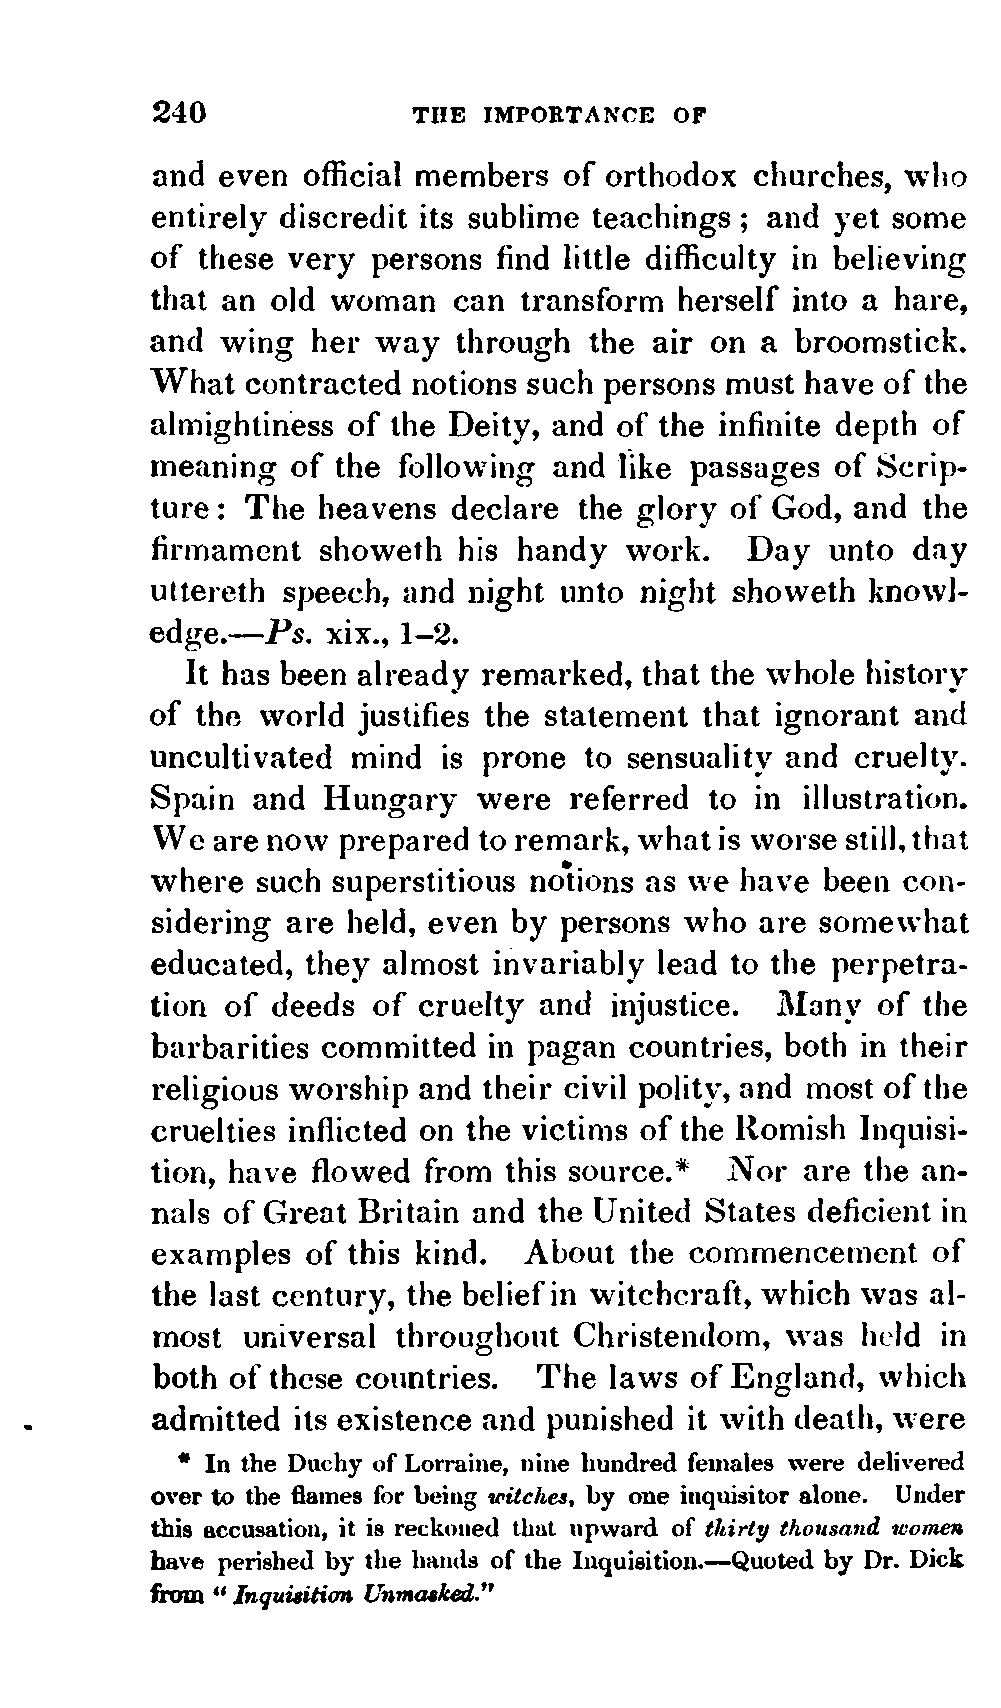 240 THE IMPORTANCE OF
and even official members of orthodox churches, who
entirely discredit its sublime teachings; and yet some
of these very persons find little difficulty in believing
that an old woman can transform herself into a hare,
and wing her way through the air on a broomstick.
What contracted notions such persons must have of the
almightiness of the Deity, and of the infinite depth of
meaning of the following and like passages of Scrip-
ture: The heavens declare the glory of God, and the
firmament showeth his handy work. Day unto day
uttereth speech, and night unto night showeth knowl-
edge.—Ps. xix., 1–2.
It has been already remarked, that the whole history
of the world justifies the statement that ignorant and
uncultivated mind is prone to sensuality and cruelty.
Spain and Hungary were referred to in illustration.
We are now prepared to remark, what is worse still, that
where such superstitious notions as we have been con-
sidering are held, even by persons who are somewhat
educated, they almost invariably lead to the perpetra-
tion of deeds of cruelty and injustice. Many of the
barbarities committed in pagan countries, both in their
religious worship and their civil polity, and most of the
cruelties inflicted on the victims of the Romish Inquisi-
tion, have flowed from this source.* Nor are the an-
nals of Great Britain and the United States deficient in
examples of this kind. About the commencement of
the last century, the belief in witchcraft, which was al-
most universal throughout Christendom, was held in
both of these countries. The laws of England, which
admitted its existence and punished it with death, were
* In the Duchy of Lorraine, nine hundred females were delivered
over to the flames for being witches, by one inquisitor alone. Under
this accusation, it is reckoned that upward of thirty thousand women
have perished by the hands of the Inquisition.—Quoted by Dr. Dick
from "Inquisition Unmasked."